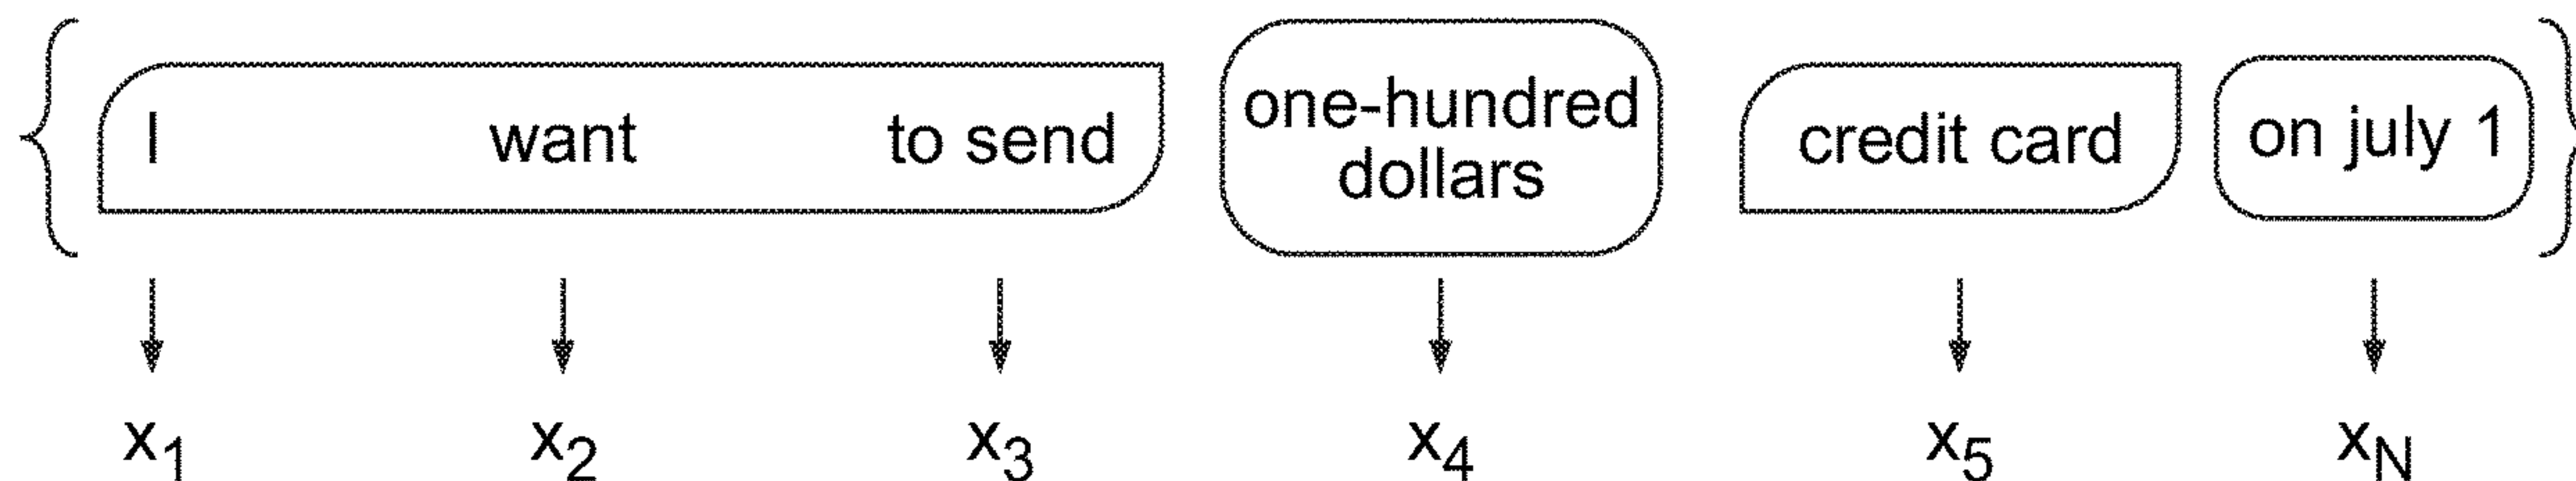 I want to send one-hundred dollars credit card on july 1
x1 x2 x3 x4 x5 xN